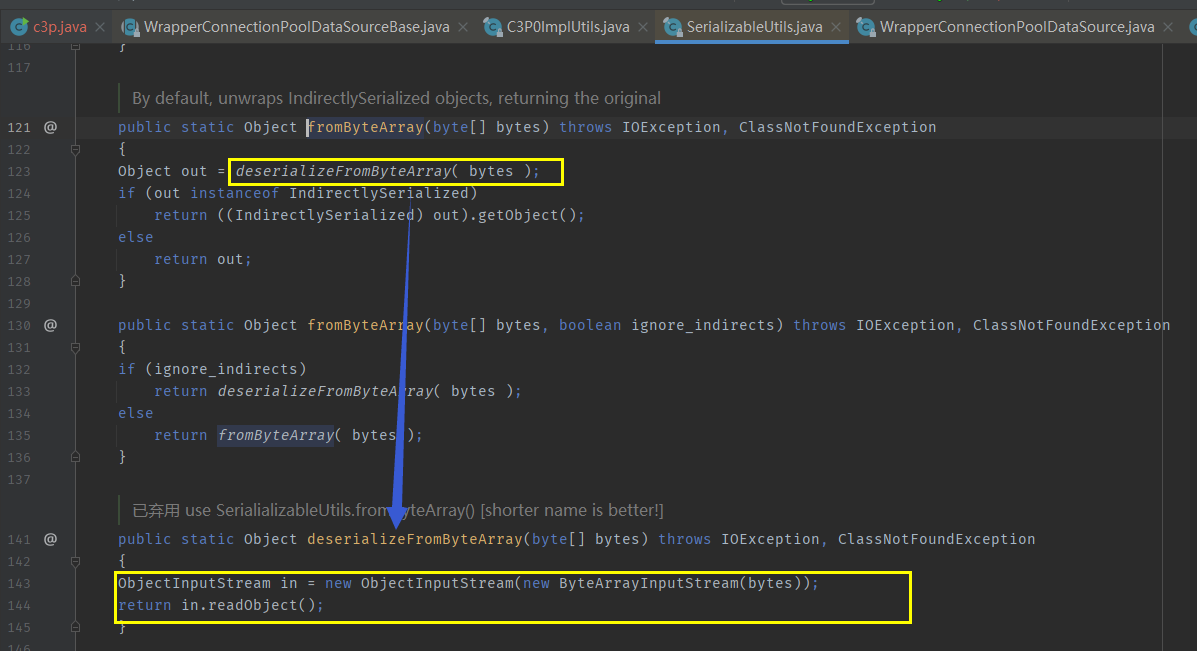 c3p.java × WrapperConnectionPoolDataSourceBase.java × C3P0ImplUtils.java × SerializableUtils.java × WrapperConnectionPoolDataSource.java ×
116 }
117
By default, unwraps IndirectlySerialized objects, returning the original
121 @ public static Object fromByteArray(byte[] bytes) throws IOException, ClassNotFoundException
122 {
123 Object out = deserializeFromByteArray( bytes );
124 if (out instanceof IndirectlySerialized)
125 return ((IndirectlySerialized) out).getObject();
126 else
127 return out;
128 }
129
130 @ public static Object fromByteArray(byte[] bytes, boolean ignore_indirects) throws IOException, ClassNotFoundException
131 {
132 if (ignore_indirects)
133 return deserializeFromByteArray( bytes );
134 else
135 return fromByteArray( bytes );
136 }
137
已弃用 use SerialializableUtils.fromByteArray() [shorter name is better!]
141 @ public static Object deserializeFromByteArray(byte[] bytes) throws IOException, ClassNotFoundException
142 {
143 ObjectInputStream in = new ObjectInputStream(new ByteArrayInputStream(bytes));
144 return in.readObject();
145 }
146